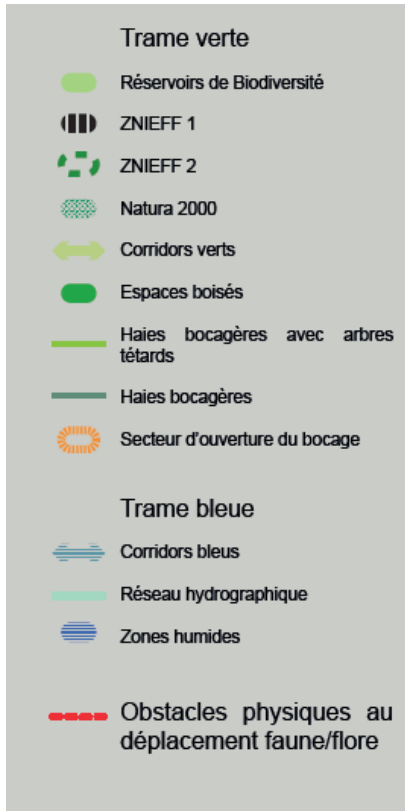 Trame verte
Réservoirs de Biodiversité
ZNIEFF 1
ZNIEFF 2
Natura 2000
Corridors verts
Espaces boisés
Haies bocagères avec arbres
tétards
Haies bocagères
Secteur d'ouverture du bocage
Trame bleue
Corridors bleus
Réseau hydrographique
Zones humides
Obstacles physiques au
déplacement faune/flore